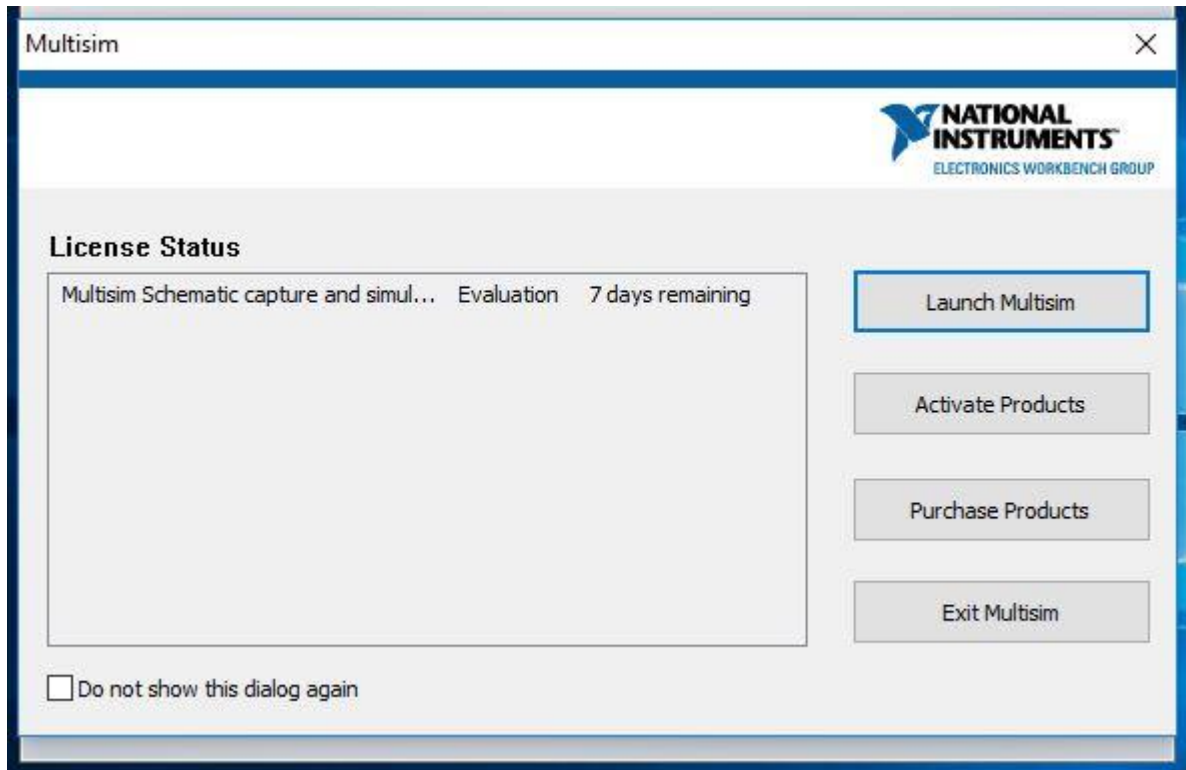 Multisim
NATIONAL
INSTRUMENTS
ELECTRONICS WORKBENCH GROUP
License Status
Multisim Schematic capture and simul... Evaluation 7 days remaining
Launch Multisim
Activate Products
Purchase Products
Exit Multisim
Do not show this dialog again